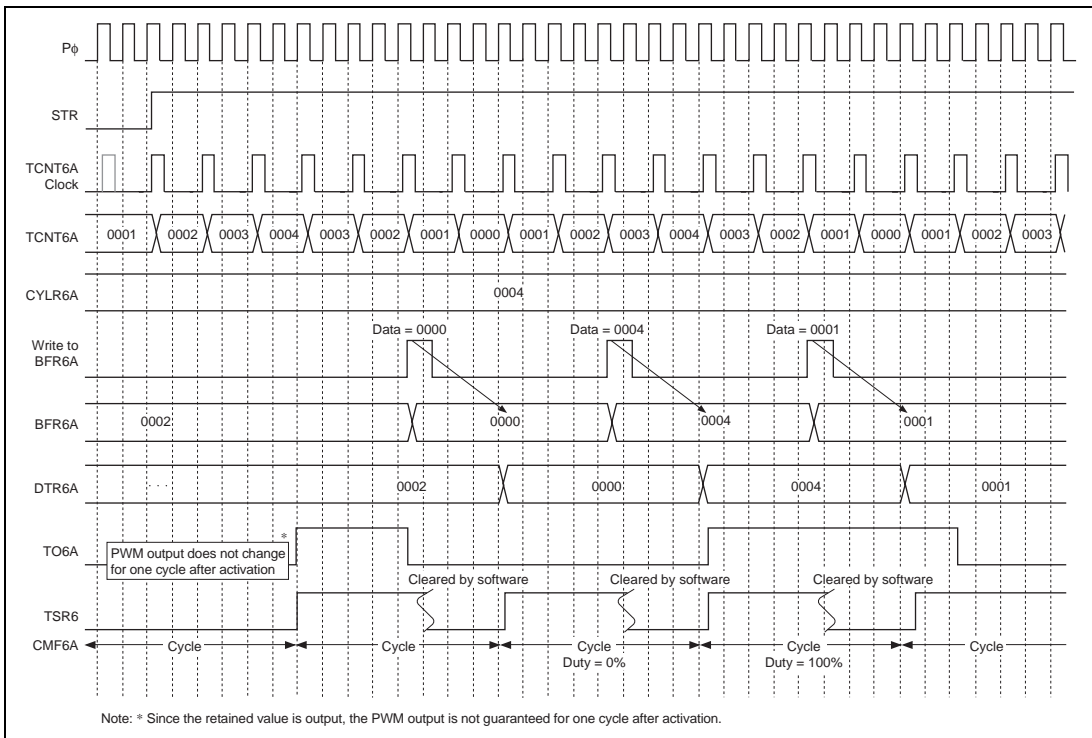 Pϕ
STR
TCNT6A
Clock
TCNT6A
0001 0002 0003 0004 0003 0002 0001 0000 0001 0002 0003 0004 0003 0002 0001 0000 0001 0002 0003
CYLR6A
0004
Data = 0000 Data = 0004 Data = 0001
Write to
BFR6A
BFR6A
0002 0000 0004 0001
DTR6A
· · · 0002 0000 0004 0001
*
TO6A
PWM output does not change
for one cycle after activation
Cleared by software Cleared by software Cleared by software
TSR6
CMF6A
Cycle Cycle Cycle Cycle Cycle
Duty = 0% Duty = 100%
Note: * Since the retained value is output, the PWM output is not guaranteed for one cycle after activation.